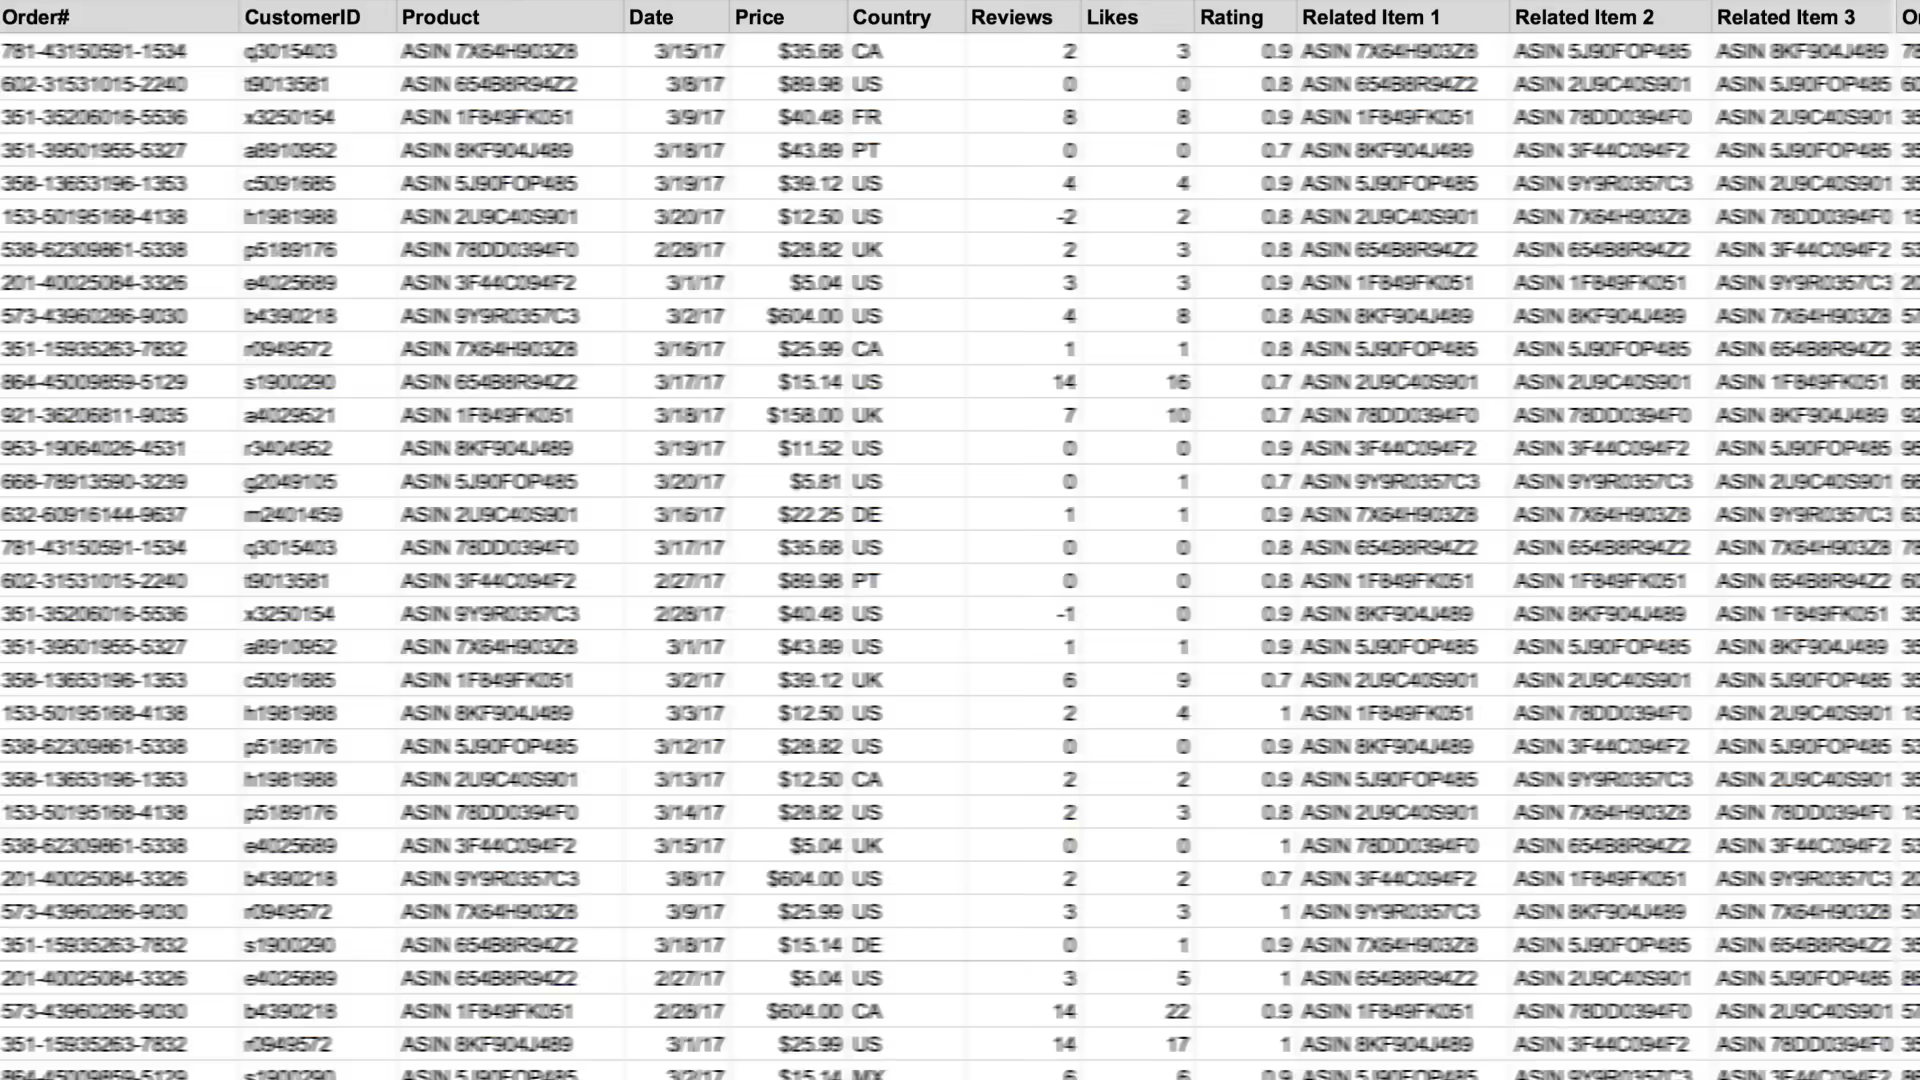 Order# CustomerID Product Date Price Country Reviews Likes Rating Related Item 1 Related Item 2 Related Item 3
781-43150591-1534 q3015403 ASIN 7X64H903Z8 3/15/17 $35.68 CA 2 3 0.9 ASIN 7X64H903Z8 ASIN 5J90FOP485 ASIN 8KF904J489
602-31531015-2240 t9013581 ASIN 654B8R94Z2 3/8/17 $89.98 US 0 0 0.8 ASIN 654B8R94Z2 ASIN 2U9C40S901 ASIN 5J90FOP485
351-35206016-5536 x3250154 ASIN 1F849FK051 3/9/17 $40.48 FR 8 8 0.9 ASIN 1F849FK051 ASIN 78DD0394F0 ASIN 2U9C40S901
351-39501955-5327 a8910952 ASIN 8KF904J489 3/18/17 $43.89 PT 0 0 0.7 ASIN 8KF904J489 ASIN 3F44C094F2 ASIN 5J90FOP485
358-13653196-1353 c5091685 ASIN 5J90FOP485 3/19/17 $39.12 US 4 4 0.9 ASIN 5J90FOP485 ASIN 9Y9R0357C3 ASIN 2U9C40S901
153-50195168-4138 h1981988 ASIN 2U9C40S901 3/20/17 $12.50 US -2 2 0.8 ASIN 2U9C40S901 ASIN 7X64H903Z8 ASIN 78DD0394F0
538-62309861-5338 p5189176 ASIN 78DD0394F0 2/28/17 $28.82 UK 2 3 0.8 ASIN 654B8R94Z2 ASIN 654B8R94Z2 ASIN 3F44C094F2
201-40025084-3326 e4025689 ASIN 3F44C094F2 3/1/17 $5.04 US 3 3 0.9 ASIN 1F849FK051 ASIN 1F849FK051 ASIN 9Y9R0357C3
573-43960286-9030 b4390218 ASIN 9Y9R0357C3 3/2/17 $604.00 US 4 8 0.8 ASIN 8KF904J489 ASIN 8KF904J489 ASIN 7X64H903Z8
351-15935263-7832 r0949572 ASIN 7X64H903Z8 3/16/17 $25.99 CA 1 1 0.8 ASIN 5J90FOP485 ASIN 5J90FOP485 ASIN 654B8R94Z2
864-45009859-5129 s1900290 ASIN 654B8R94Z2 3/17/17 $15.14 US 14 16 0.7 ASIN 2U9C40S901 ASIN 2U9C40S901 ASIN 1F849FK051
921-36206811-9035 a4029521 ASIN 1F849FK051 3/18/17 $158.00 UK 7 10 0.7 ASIN 78DD0394F0 ASIN 78DD0394F0 ASIN 8KF904J489
953-19064026-4531 r3404952 ASIN 8KF904J489 3/19/17 $11.52 US 0 0 0.9 ASIN 3F44C094F2 ASIN 3F44C094F2 ASIN 5J90FOP485
668-78913590-3239 g2049105 ASIN 5J90FOP485 3/20/17 $5.81 US 0 1 0.7 ASIN 9Y9R0357C3 ASIN 9Y9R0357C3 ASIN 2U9C40S901
632-60916144-9637 m2401459 ASIN 2U9C40S901 3/16/17 $22.25 DE 1 1 0.9 ASIN 7X64H903Z8 ASIN 7X64H903Z8 ASIN 9Y9R0357C3
781-43150591-1534 q3015403 ASIN 78DD0394F0 3/17/17 $35.68 US 0 0 0.8 ASIN 654B8R94Z2 ASIN 654B8R94Z2 ASIN 7X64H903Z8
602-31531015-2240 t9013581 ASIN 3F44C094F2 2/27/17 $89.98 PT 0 0 0.8 ASIN 1F849FK051 ASIN 1F849FK051 ASIN 654B8R94Z2
351-35206016-5536 x3250154 ASIN 9Y9R0357C3 2/28/17 $40.48 US -1 0 0.9 ASIN 8KF904J489 ASIN 8KF904J489 ASIN 1F849FK051
351-39501955-5327 a8910952 ASIN 7X64H903Z8 3/1/17 $43.89 US 1 1 0.9 ASIN 5J90FOP485 ASIN 5J90FOP485 ASIN 8KF904J489
358-13653196-1353 c5091685 ASIN 1F849FK051 3/2/17 $39.12 UK 6 9 0.7 ASIN 2U9C40S901 ASIN 2U9C40S901 ASIN 5J90FOP485
153-50195168-4138 h1981988 ASIN 8KF904J489 3/3/17 $12.50 US 2 4 1 ASIN 1F849FK051 ASIN 78DD0394F0 ASIN 2U9C40S901
538-62309861-5338 p5189176 ASIN 5J90FOP485 3/12/17 $28.82 US 0 0 0.9 ASIN 8KF904J489 ASIN 3F44C094F2 ASIN 5J90FOP485
358-13653196-1353 h1981988 ASIN 2U9C40S901 3/13/17 $12.50 CA 2 2 0.9 ASIN 5J90FOP485 ASIN 9Y9R0357C3 ASIN 2U9C40S901
153-50195168-4138 p5189176 ASIN 78DD0394F0 3/14/17 $28.82 US 2 3 0.8 ASIN 2U9C40S901 ASIN 7X64H903Z8 ASIN 78DD0394F0
538-62309861-5338 e4025689 ASIN 3F44C094F2 3/15/17 $5.04 UK 0 0 1 ASIN 78DD0394F0 ASIN 654B8R94Z2 ASIN 3F44C094F2
201-40025084-3326 b4390218 ASIN 9Y9R0357C3 3/8/17 $604.00 US 2 2 0.7 ASIN 3F44C094F2 ASIN 1F849FK051 ASIN 9Y9R0357C3
573-43960286-9030 r0949572 ASIN 7X64H903Z8 3/9/17 $25.99 US 3 3 1 ASIN 9Y9R0357C3 ASIN 8KF904J489 ASIN 7X64H903Z8
351-15935263-7832 s1900290 ASIN 654B8R94Z2 3/18/17 $15.14 DE 0 1 0.9 ASIN 7X64H903Z8 ASIN 5J90FOP485 ASIN 654B8R94Z2
201-40025084-3326 e4025689 ASIN 654B8R94Z2 2/27/17 $5.04 US 3 5 1 ASIN 654B8R94Z2 ASIN 2U9C40S901 ASIN 5J90FOP485
573-43960286-9030 b4390218 ASIN 1F849FK051 2/28/17 $604.00 CA 14 22 0.9 ASIN 1F849FK051 ASIN 78DD0394F0 ASIN 2U9C40S901
351-15935263-7832 r0949572 ASIN 8KF904J489 3/1/17 $25.99 US 14 17 1 ASIN 8KF904J489 ASIN 3F44C094F2 ASIN 78DD0394F0